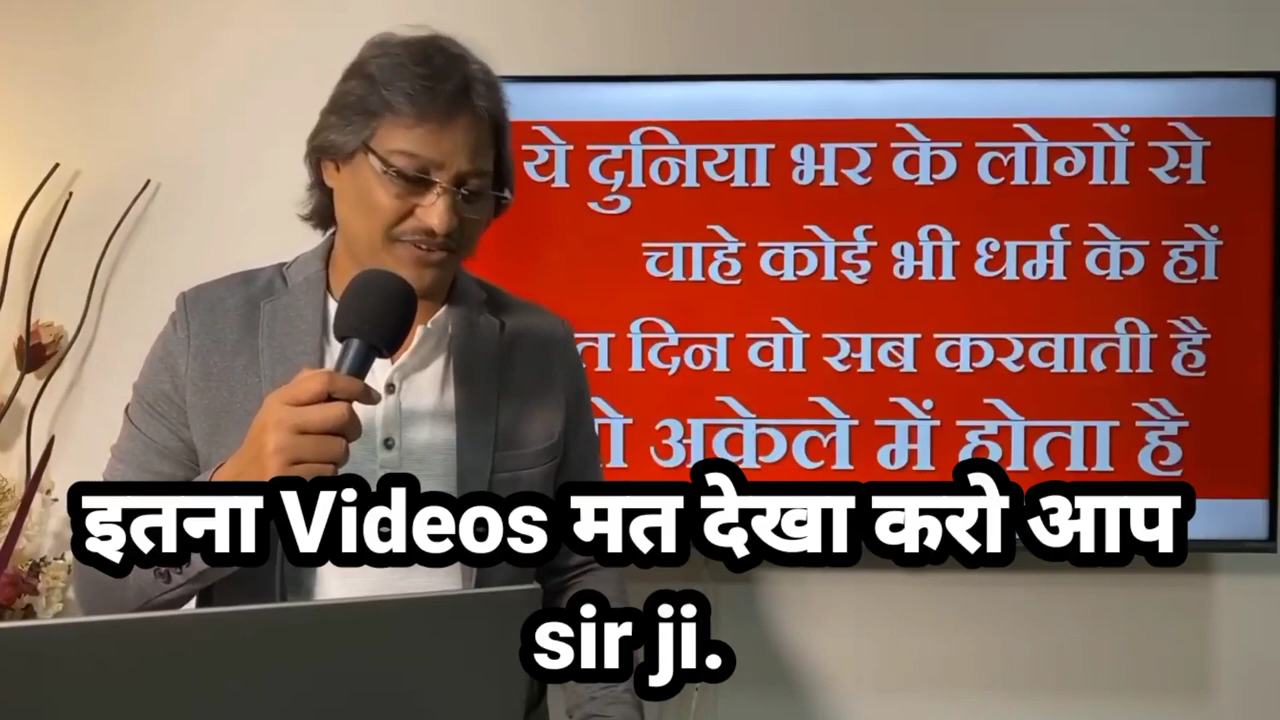 ये दुनिया भर के लोगों से
चाहे कोई भी धर्म के हों
दिन वो सब करवाती है
अकेले में होता है
इतना Videos मत देखा करो आप
sir ji.